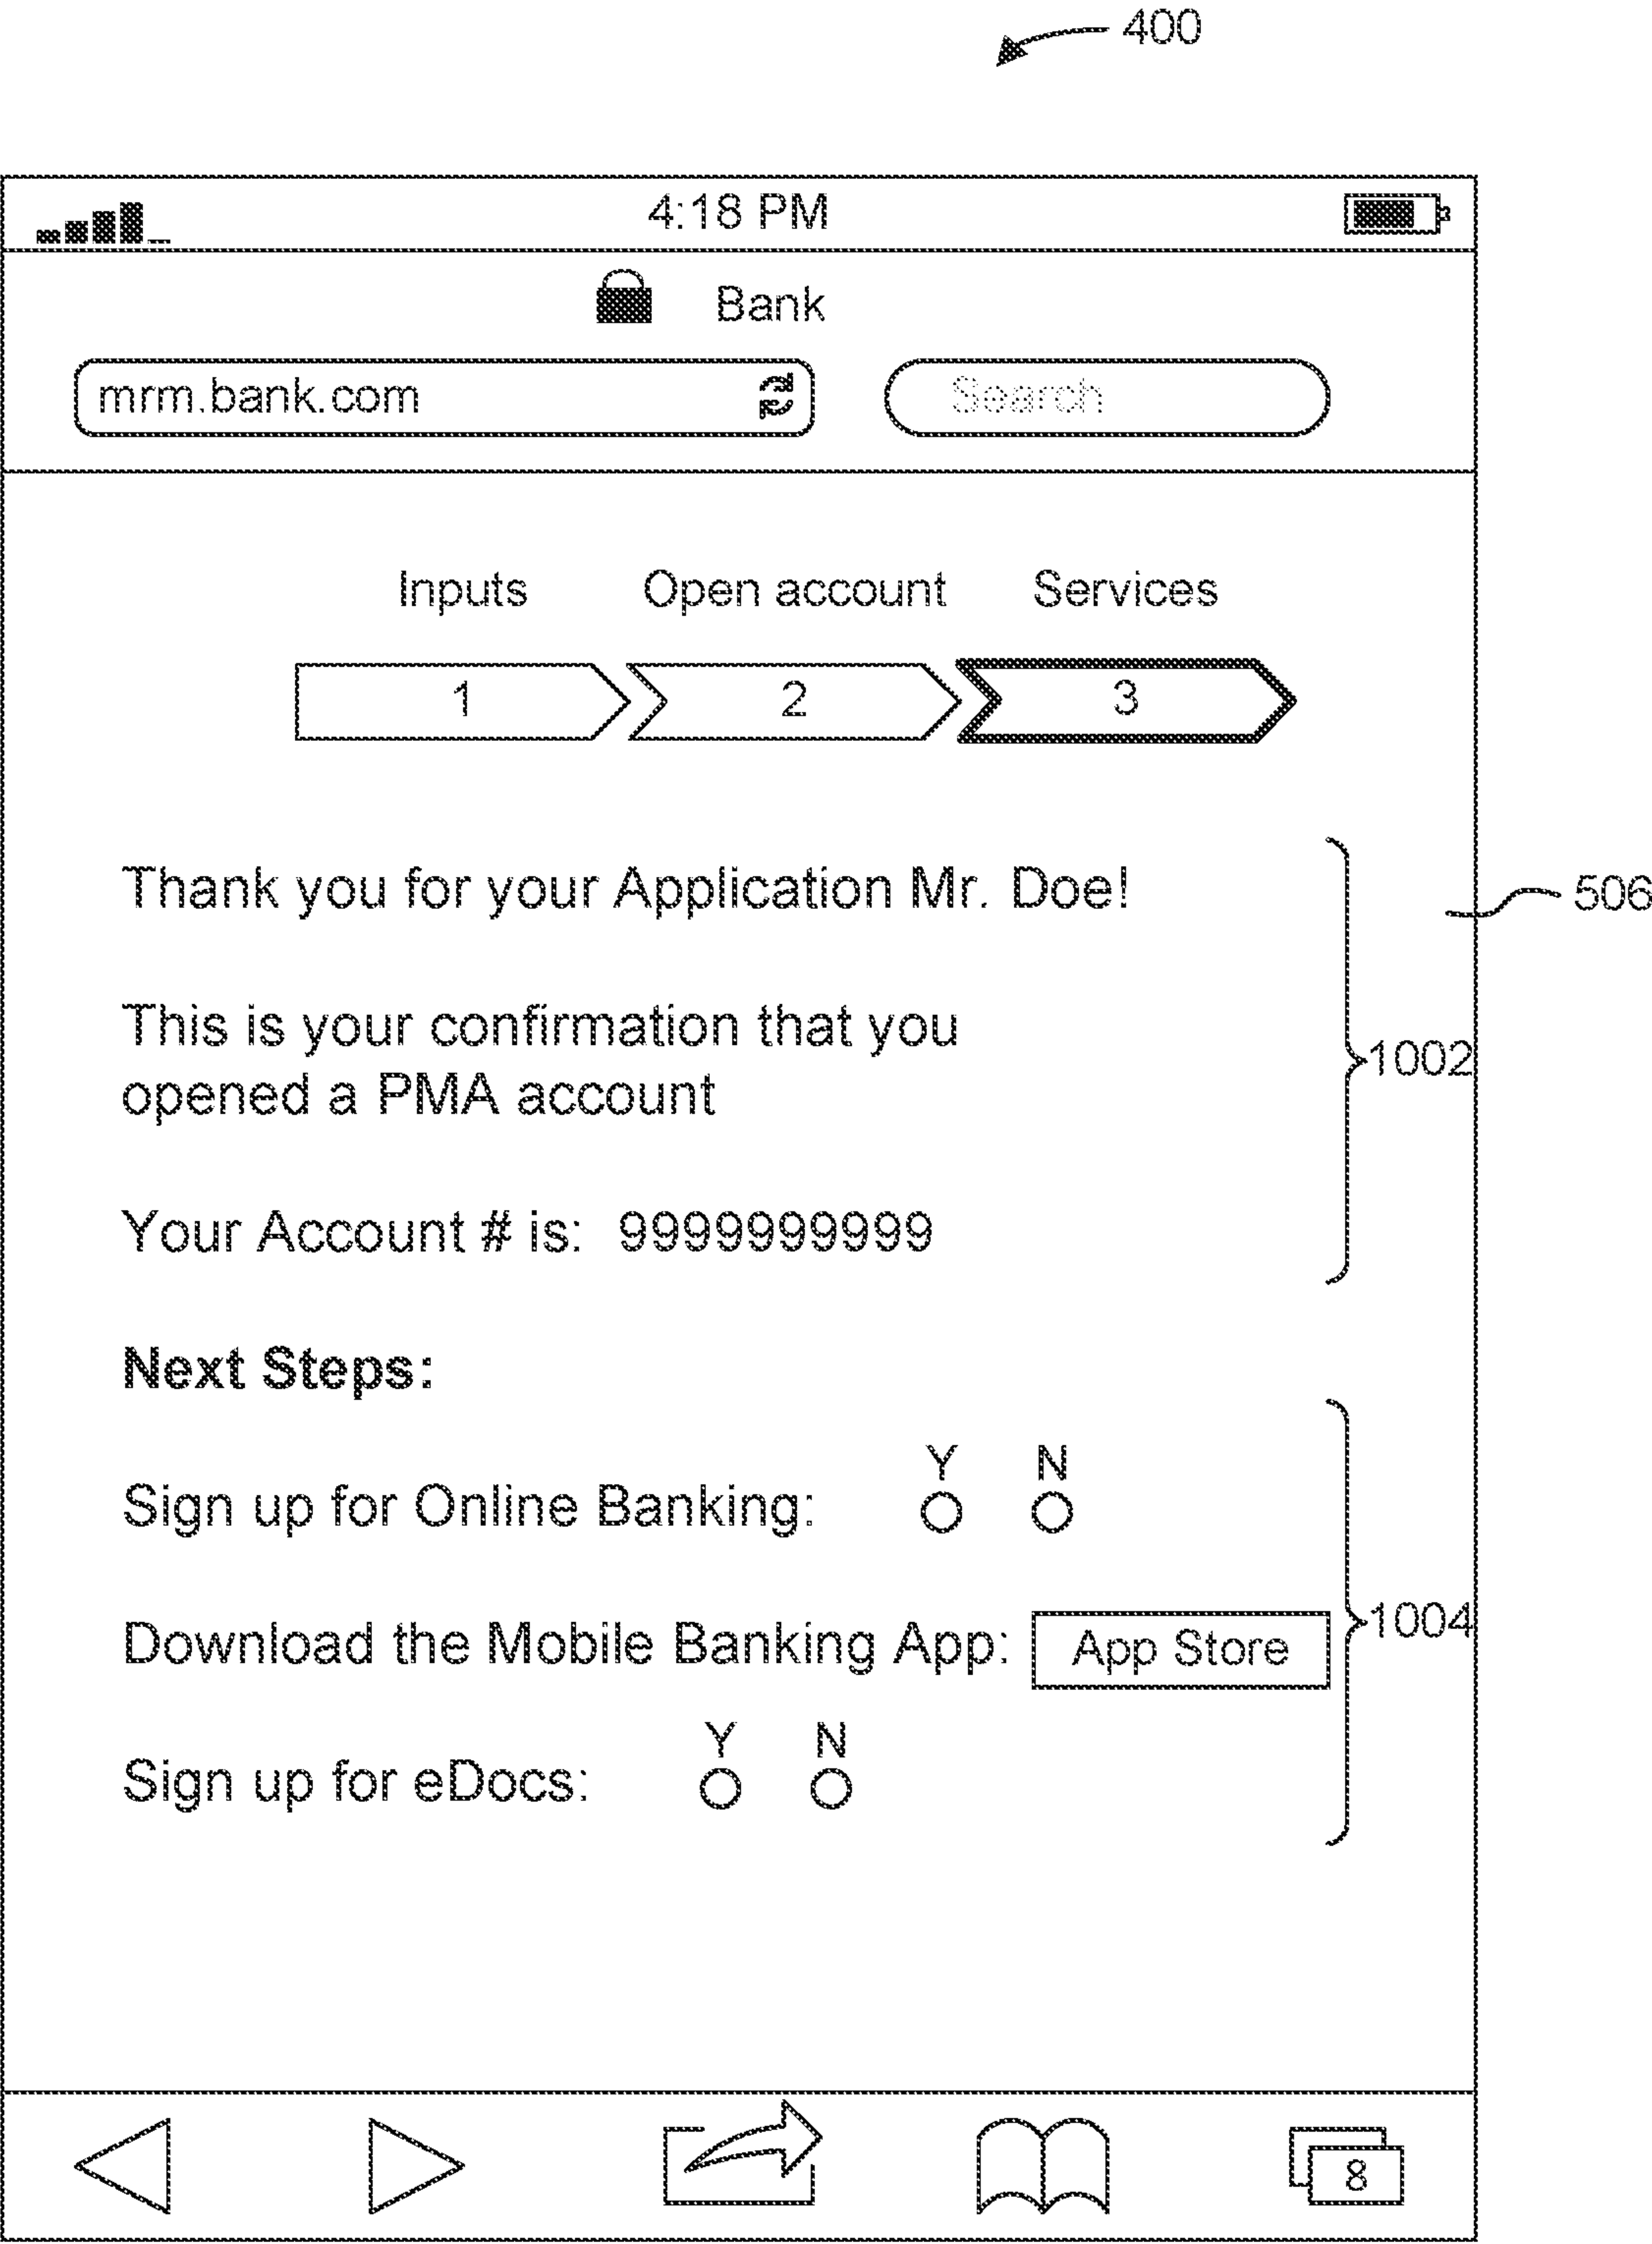 400
4:18 PM
Bank
mrm.bank.com
Search
Inputs Open account Services
1 2 3
Thank you for your Application Mr. Doe!
506
This is your confirmation that you
opened a PMA account
1002
Your Account # is: 9999999999
Next Steps:
Y N
Sign up for Online Banking:
Download the Mobile Banking App: App Store
1004
Y N
Sign up for eDocs:
8